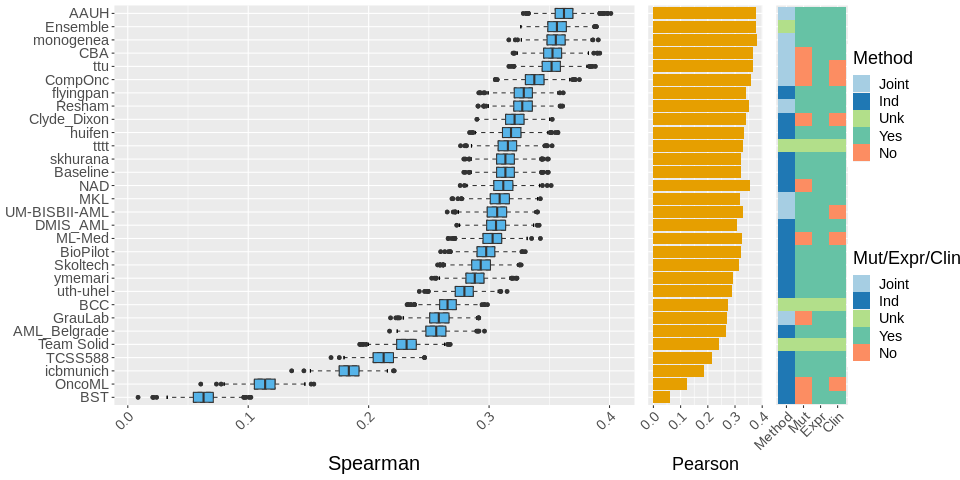 AAUH
Ensemble
monogenea
CBA
ttu
CompOnc
flyingpan
Resham
Clyde_Dixon
huifen
tttt
skhurana
Baseline
NAD
MKL
UM-BISBII-AML
DMIS_AML
ML-Med
BioPilot
Skoltech
ymemari
uth-uhel
BCC
GrauLab
AML_Belgrade
Team Solid
TCSS588
icbmunich
OncoML
BST
0.0
0.1
0.2
0.3
0.4
Spearman
0.0
0.1
0.2
0.3
0.4
Pearson
Method
Mut
Expr
Clin
Method
Joint
Ind
Unk
Yes
No
Mut/Expr/Clin
Joint
Ind
Unk
Yes
No